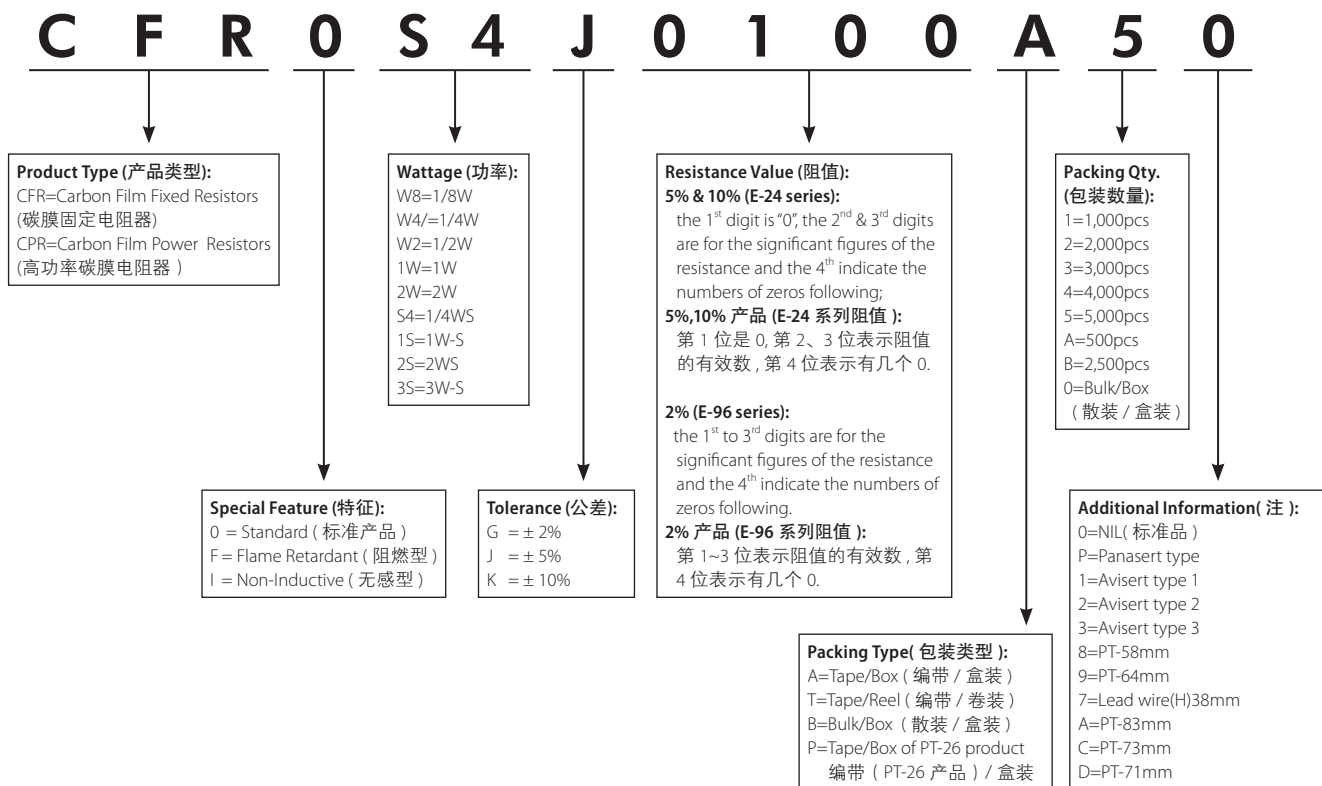 C F R 0 S 4 J 0 1 0 0 A 5 0
Product Type (产品类型):
CFR=Carbon Film Fixed Resistors
(碳膜固定电阻器)
CPR=Carbon Film Power Resistors
(高功率碳膜电阻器 )
Wattage (功率):
W8=1/8W
W4/=1/4W
W2=1/2W
1W=1W
2W=2W
S4=1/4WS
1S=1W-S
2S=2WS
3S=3W-S
Resistance Value (阻值):
5% & 10% (E-24 series):
the 1st digit is "0", the 2nd & 3rd digits
are for the significant figures of the
resistance and the 4th indicate the
numbers of zeros following;
5%,10% 产品 (E-24 系列阻值 ):
第 1 位是 0, 第 2、3 位表示阻值
的有效数 , 第 4 位表示有几个 0.
2% (E-96 series):
the 1st to 3rd digits are for the
significant figures of the resistance
and the 4th indicate the numbers of
zeros following.
2% 产品 (E-96 系列阻值 ):
第 1~3 位表示阻值的有效数 , 第
4 位表示有几个 0.
Packing Qty.
(包装数量):
1=1,000pcs
2=2,000pcs
3=3,000pcs
4=4,000pcs
5=5,000pcs
A=500pcs
B=2,500pcs
0=Bulk/Box
( 散装 / 盒装 )
Special Feature (特征):
0 = Standard ( 标准产品 )
F = Flame Retardant ( 阻燃型 )
I = Non-Inductive ( 无感型 )
Tolerance (公差):
G = ± 2%
J = ± 5%
K = ± 10%
Packing Type( 包装类型 ):
A=Tape/Box ( 编带 / 盒装 )
T=Tape/Reel ( 编带 / 卷装 )
B=Bulk/Box ( 散装 / 盒装 )
P=Tape/Box of PT-26 product
编带 ( PT-26 产品 ) / 盒装
Additional Information( 注 ):
0=NIL( 标准品 )
P=Panasert type
1=Avisert type 1
2=Avisert type 2
3=Avisert type 3
8=PT-58mm
9=PT-64mm
7=Lead wire(H)38mm
A=PT-83mm
C=PT-73mm
D=PT-71mm